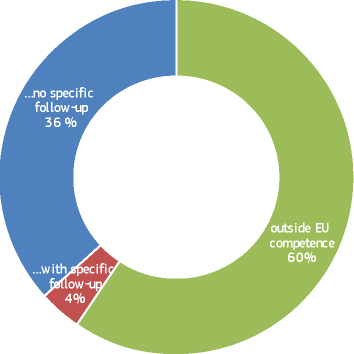 ...no specific
follow-up
36 %
outside EU
competence
60%
...with specific
follow-up
4%